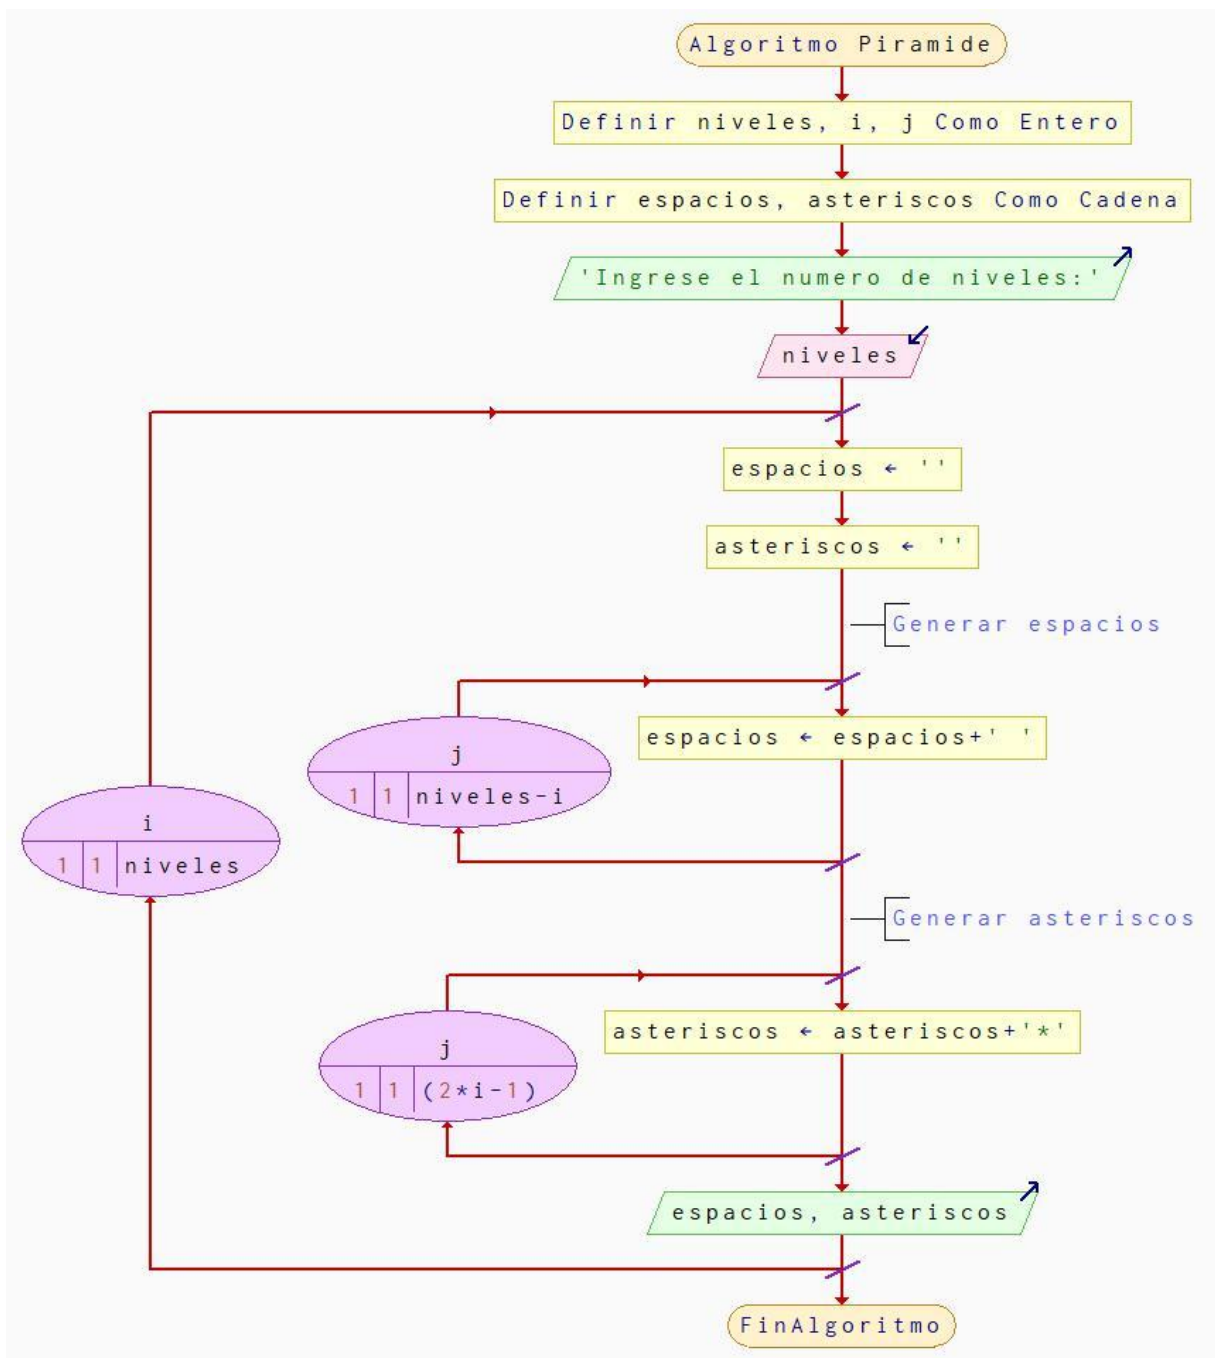 Algoritmo Piramide
Definir niveles, i, j Como Entero
Definir espacios, asteriscos Como Cadena
'Ingrese el numero de niveles:'
niveles
espacios ← ''
asteriscos ← ''
Generar espacios
j
1 1 niveles-i
espacios ← espacios+' '
i
1 1 niveles
Generar asteriscos
j
1 1 (2*i-1)
asteriscos ← asteriscos+'*'
espacios, asteriscos
FinAlgoritmo